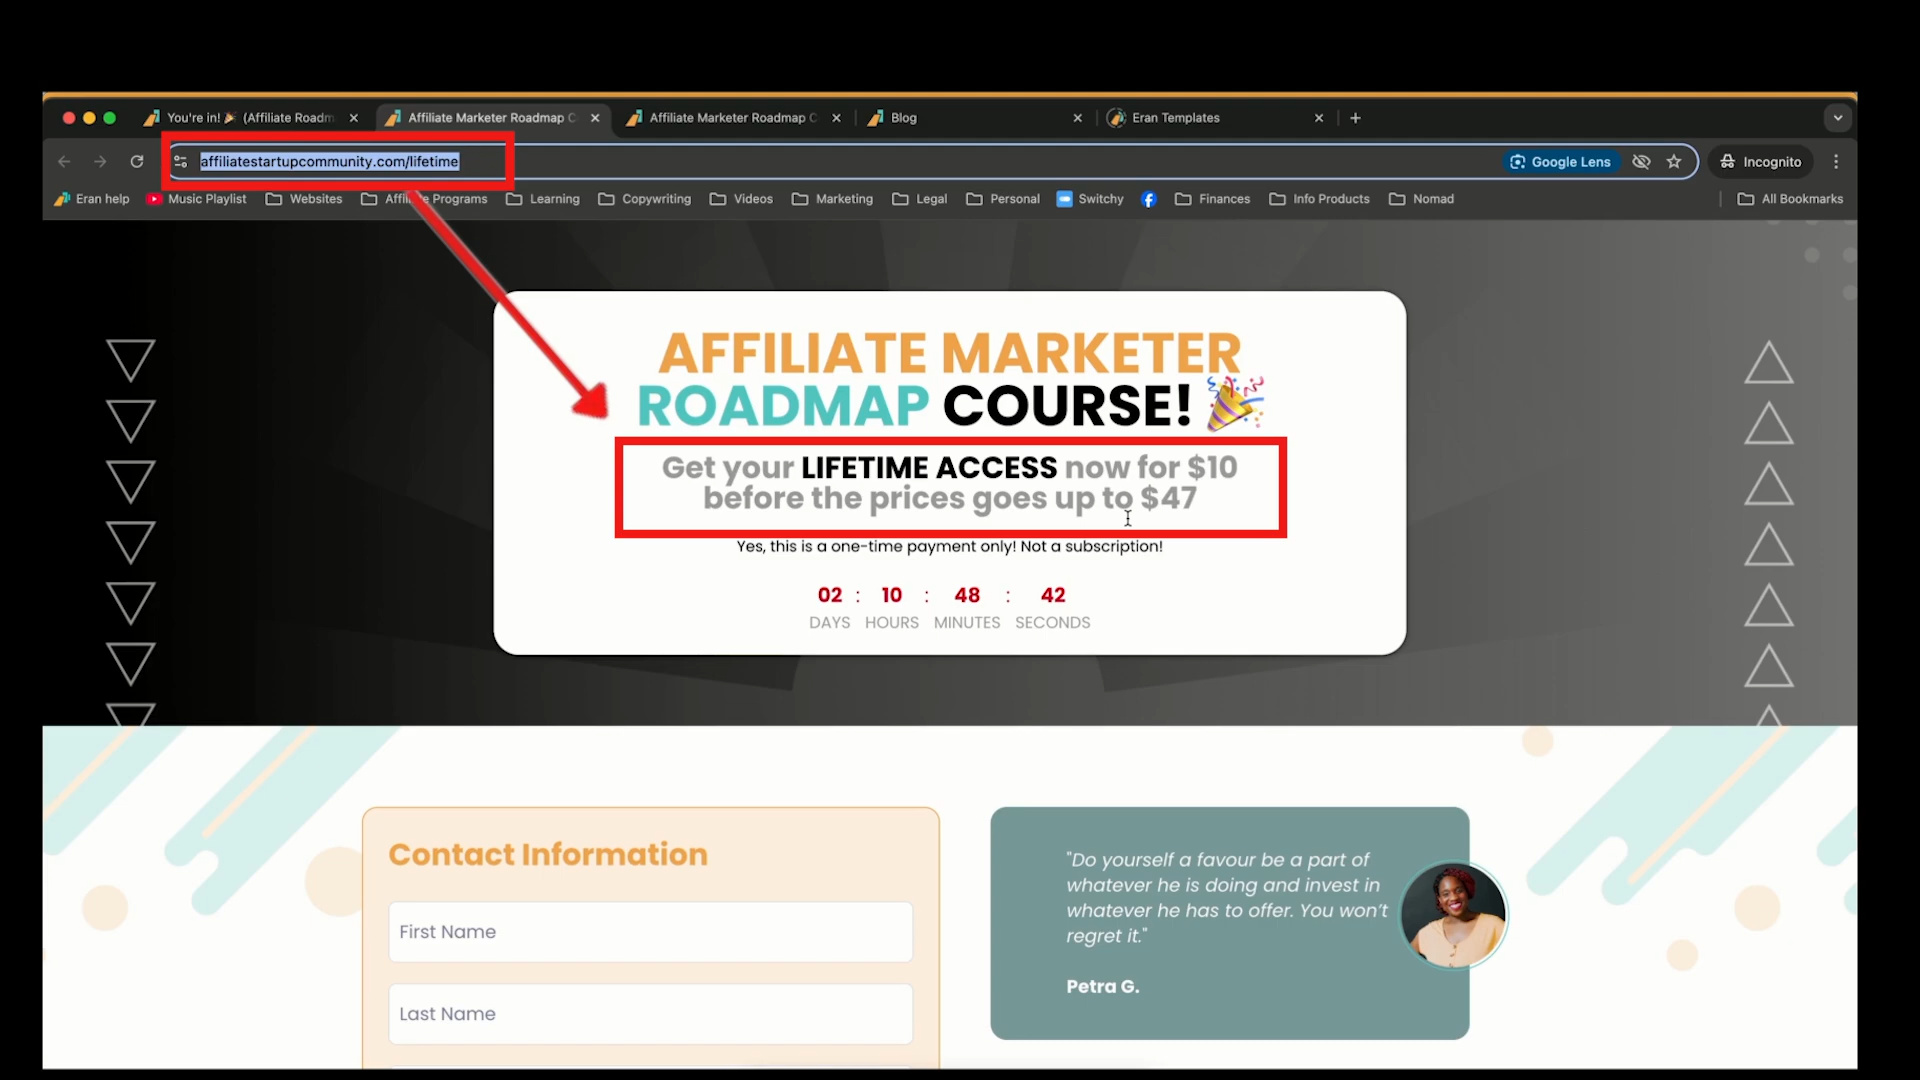 You're in! 🎉 (Affiliate Roadm
Affiliate Marketer Roadmap C
Affiliate Marketer Roadmap C
Blog
Eran Templates
affiliatestartupcommunity.com/lifetime
Google Lens
Incognito
Eran help
Music Playlist
Websites
Affiliate Programs
Learning
Copywriting
Videos
Marketing
Legal
Personal
Switchy
Finances
Info Products
Nomad
All Bookmarks
AFFILIATE MARKETER
ROADMAP COURSE! 🎉
Get your LIFETIME ACCESS now for $10
before the prices goes up to $47
Yes, this is a one-time payment only! Not a subscription!
02 : 10 : 48 : 42
DAYS HOURS MINUTES SECONDS
Contact Information
First Name
Last Name
"Do yourself a favour be a part of
whatever he is doing and invest in
whatever he has to offer. You won't
regret it."
Petra G.